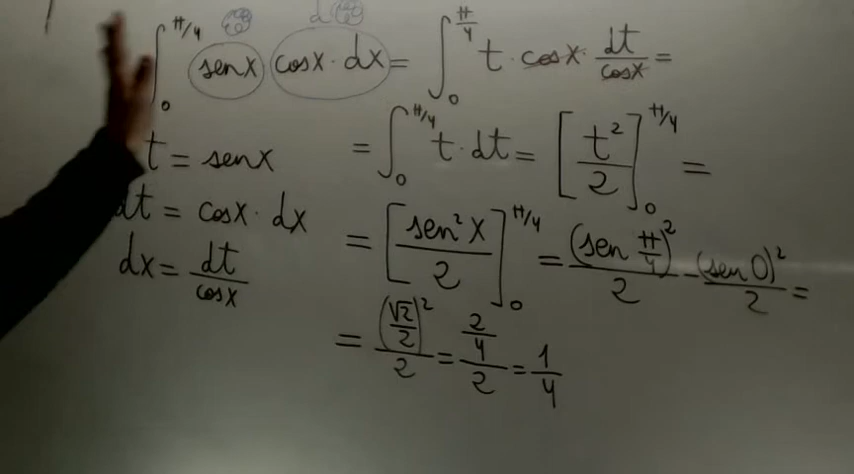 ∫₀^(π/4) senx cosx · dx = ∫₀^(π/4) t · cosx · dt/cosx =
t = senx = ∫₀^(π/4) t · dt = [t²/2]₀^(π/4) =
dt = cosx · dx = [sen²x/2]₀^(π/4) = (sen π/4)²/2 - (sen 0)²/2 =
dx = dt/cosx
= (√2/2)²/2 = (2/4)/2 = 1/4